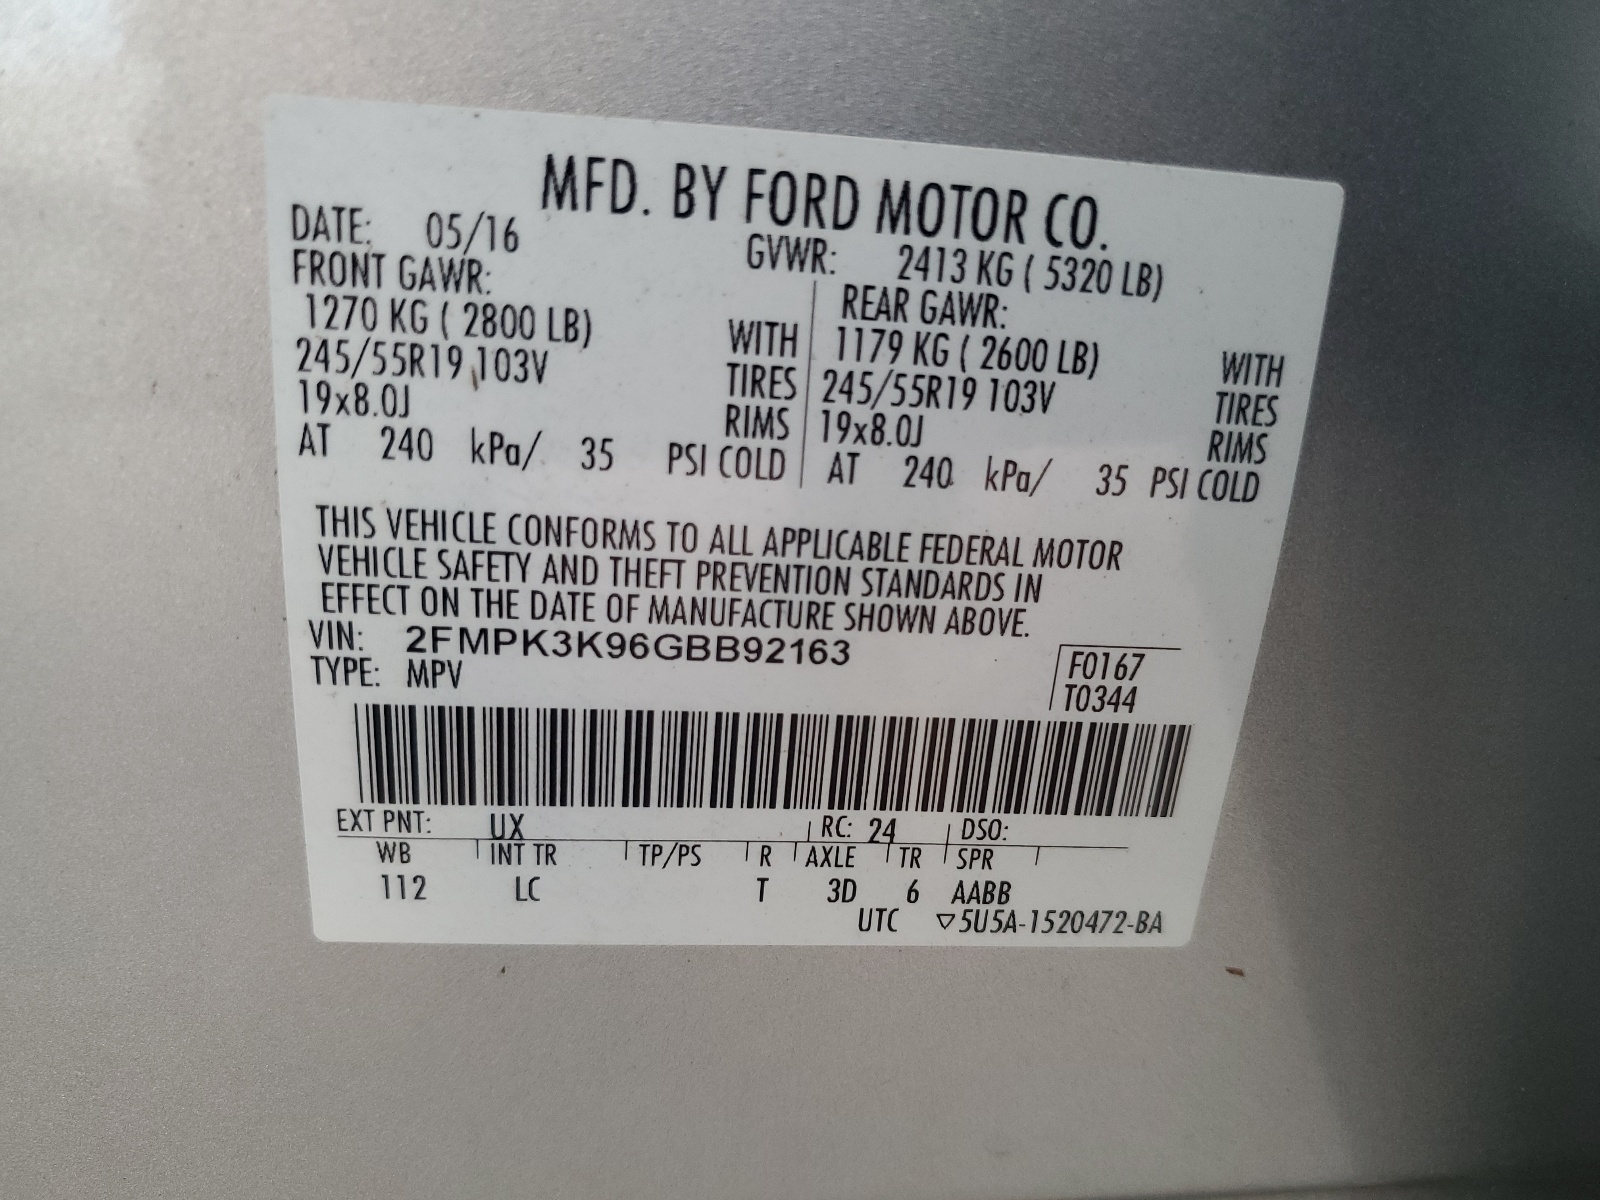 MFD. BY FORD MOTOR CO.
DATE: 05/16 GVWR: 2413 KG ( 5320 LB)
FRONT GAWR: REAR GAWR:
1270 KG ( 2800 LB) WITH 1179 KG ( 2600 LB) WITH
245/55R19 103V TIRES 245/55R19 103V TIRES
19x8.0J RIMS 19x8.0J RIMS
AT 240 kPa/ 35 PSI COLD AT 240 kPa/ 35 PSI COLD
THIS VEHICLE CONFORMS TO ALL APPLICABLE FEDERAL MOTOR
VEHICLE SAFETY AND THEFT PREVENTION STANDARDS IN
EFFECT ON THE DATE OF MANUFACTURE SHOWN ABOVE.
VIN: 2FMPK3K96GBB92163
TYPE: MPV
F0167
T0344
EXT PNT: UX RC: 24 DSO:
WB INT TR TP/PS R AXLE TR SPR
112 LC T 3D 6 AABB
UTC ▽5U5A-1520472-BA